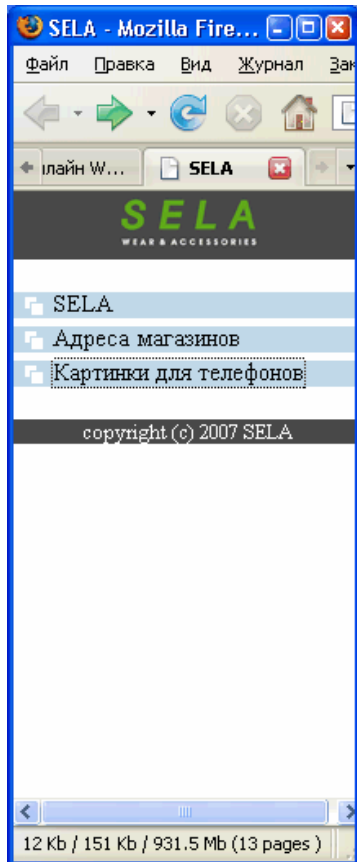 SELA - Mozilla Fire...
Файл Правка Вид Журнал Зак
лайн W... SELA
SELA
WEAR & ACCESSORIES
SELA
Адреса магазинов
Картинки для телефонов
copyright (c) 2007 SELA
12 Kb / 151 Kb / 931.5 Mb (13 pages )